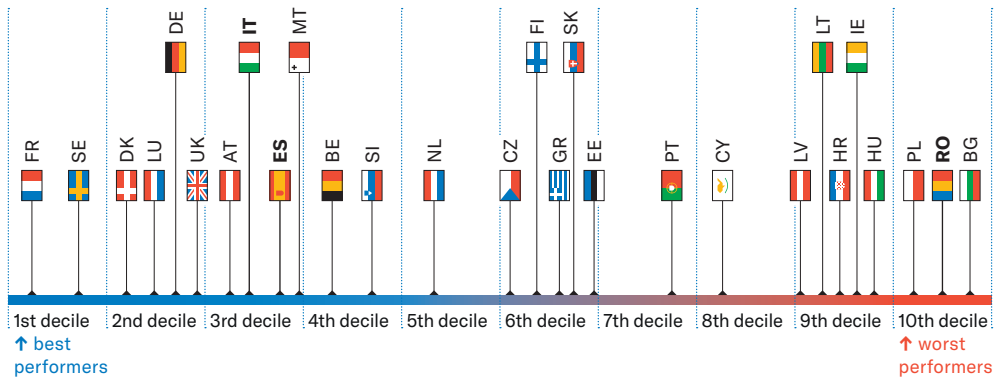 DE IT MT FI SK LT IE
FR SE DK LU UK AT ES BE SI NL CZ GR EE PT CY LV HR HU PL RO BG
1st decile 2nd decile 3rd decile 4th decile 5th decile 6th decile 7th decile 8th decile 9th decile 10th decile
↑ best ↑ worst
performers performers